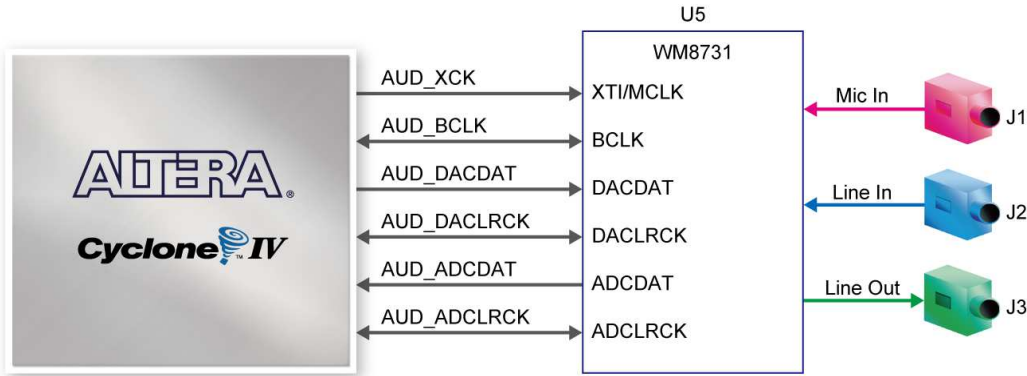 U5
WM8731
ALTERA®
Cyclone™ IV
AUD_XCK
AUD_BCLK
AUD_DACDAT
AUD_DACLRCK
AUD_ADCDAT
AUD_ADCLRCK
XTI/MCLK
BCLK
DACDAT
DACLRCK
ADCDAT
ADCLRCK
Mic In
J1
Line In
J2
Line Out
J3